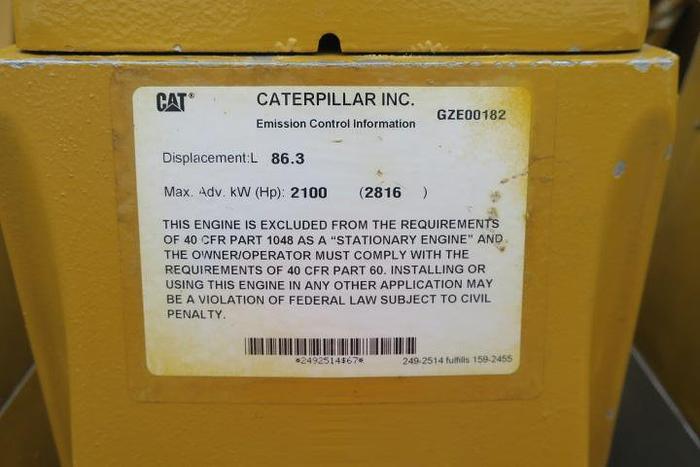 CAT®
CATERPILLAR INC.
Emission Control Information
GZE00182
Displacement:L 86.3
Max. Adv. kW (Hp): 2100 (2816 )
THIS ENGINE IS EXCLUDED FROM THE REQUIREMENTS
OF 40 CFR PART 1048 AS A "STATIONARY ENGINE" AND
THE OWNER/OPERATOR MUST COMPLY WITH THE
REQUIREMENTS OF 40 CFR PART 60. INSTALLING OR
USING THIS ENGINE IN ANY OTHER APPLICATION MAY
BE A VIOLATION OF FEDERAL LAW SUBJECT TO CIVIL
PENALTY.
*2492514$67*
249-2514 fulfills 159-2455